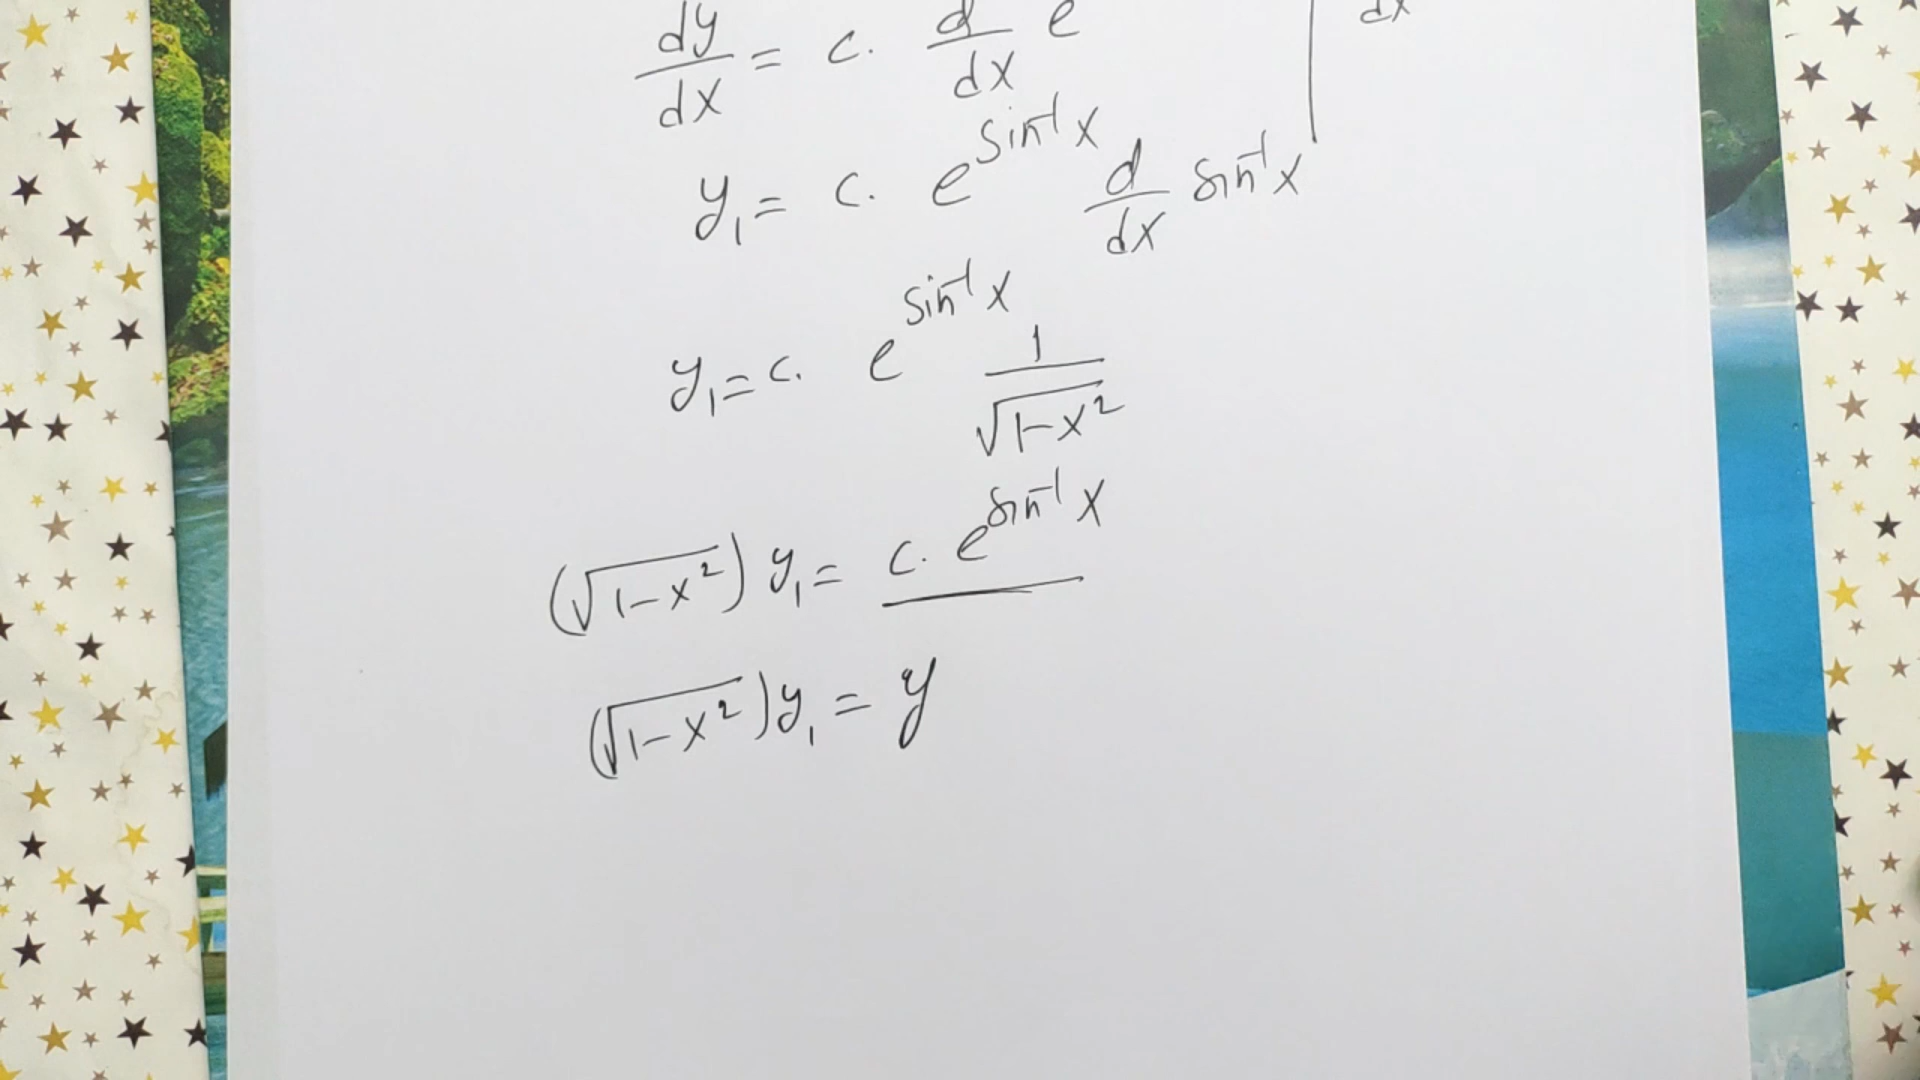 dy/dx = c. d/dx e dx
y₁ = c. e^(sin⁻¹x) d/dx sin⁻¹x
y₁ = c. e^(sin⁻¹x) 1/√(1-x²)
(√(1-x²)) y₁ = c. e^(sin⁻¹x)
(√(1-x²)) y₁ = y